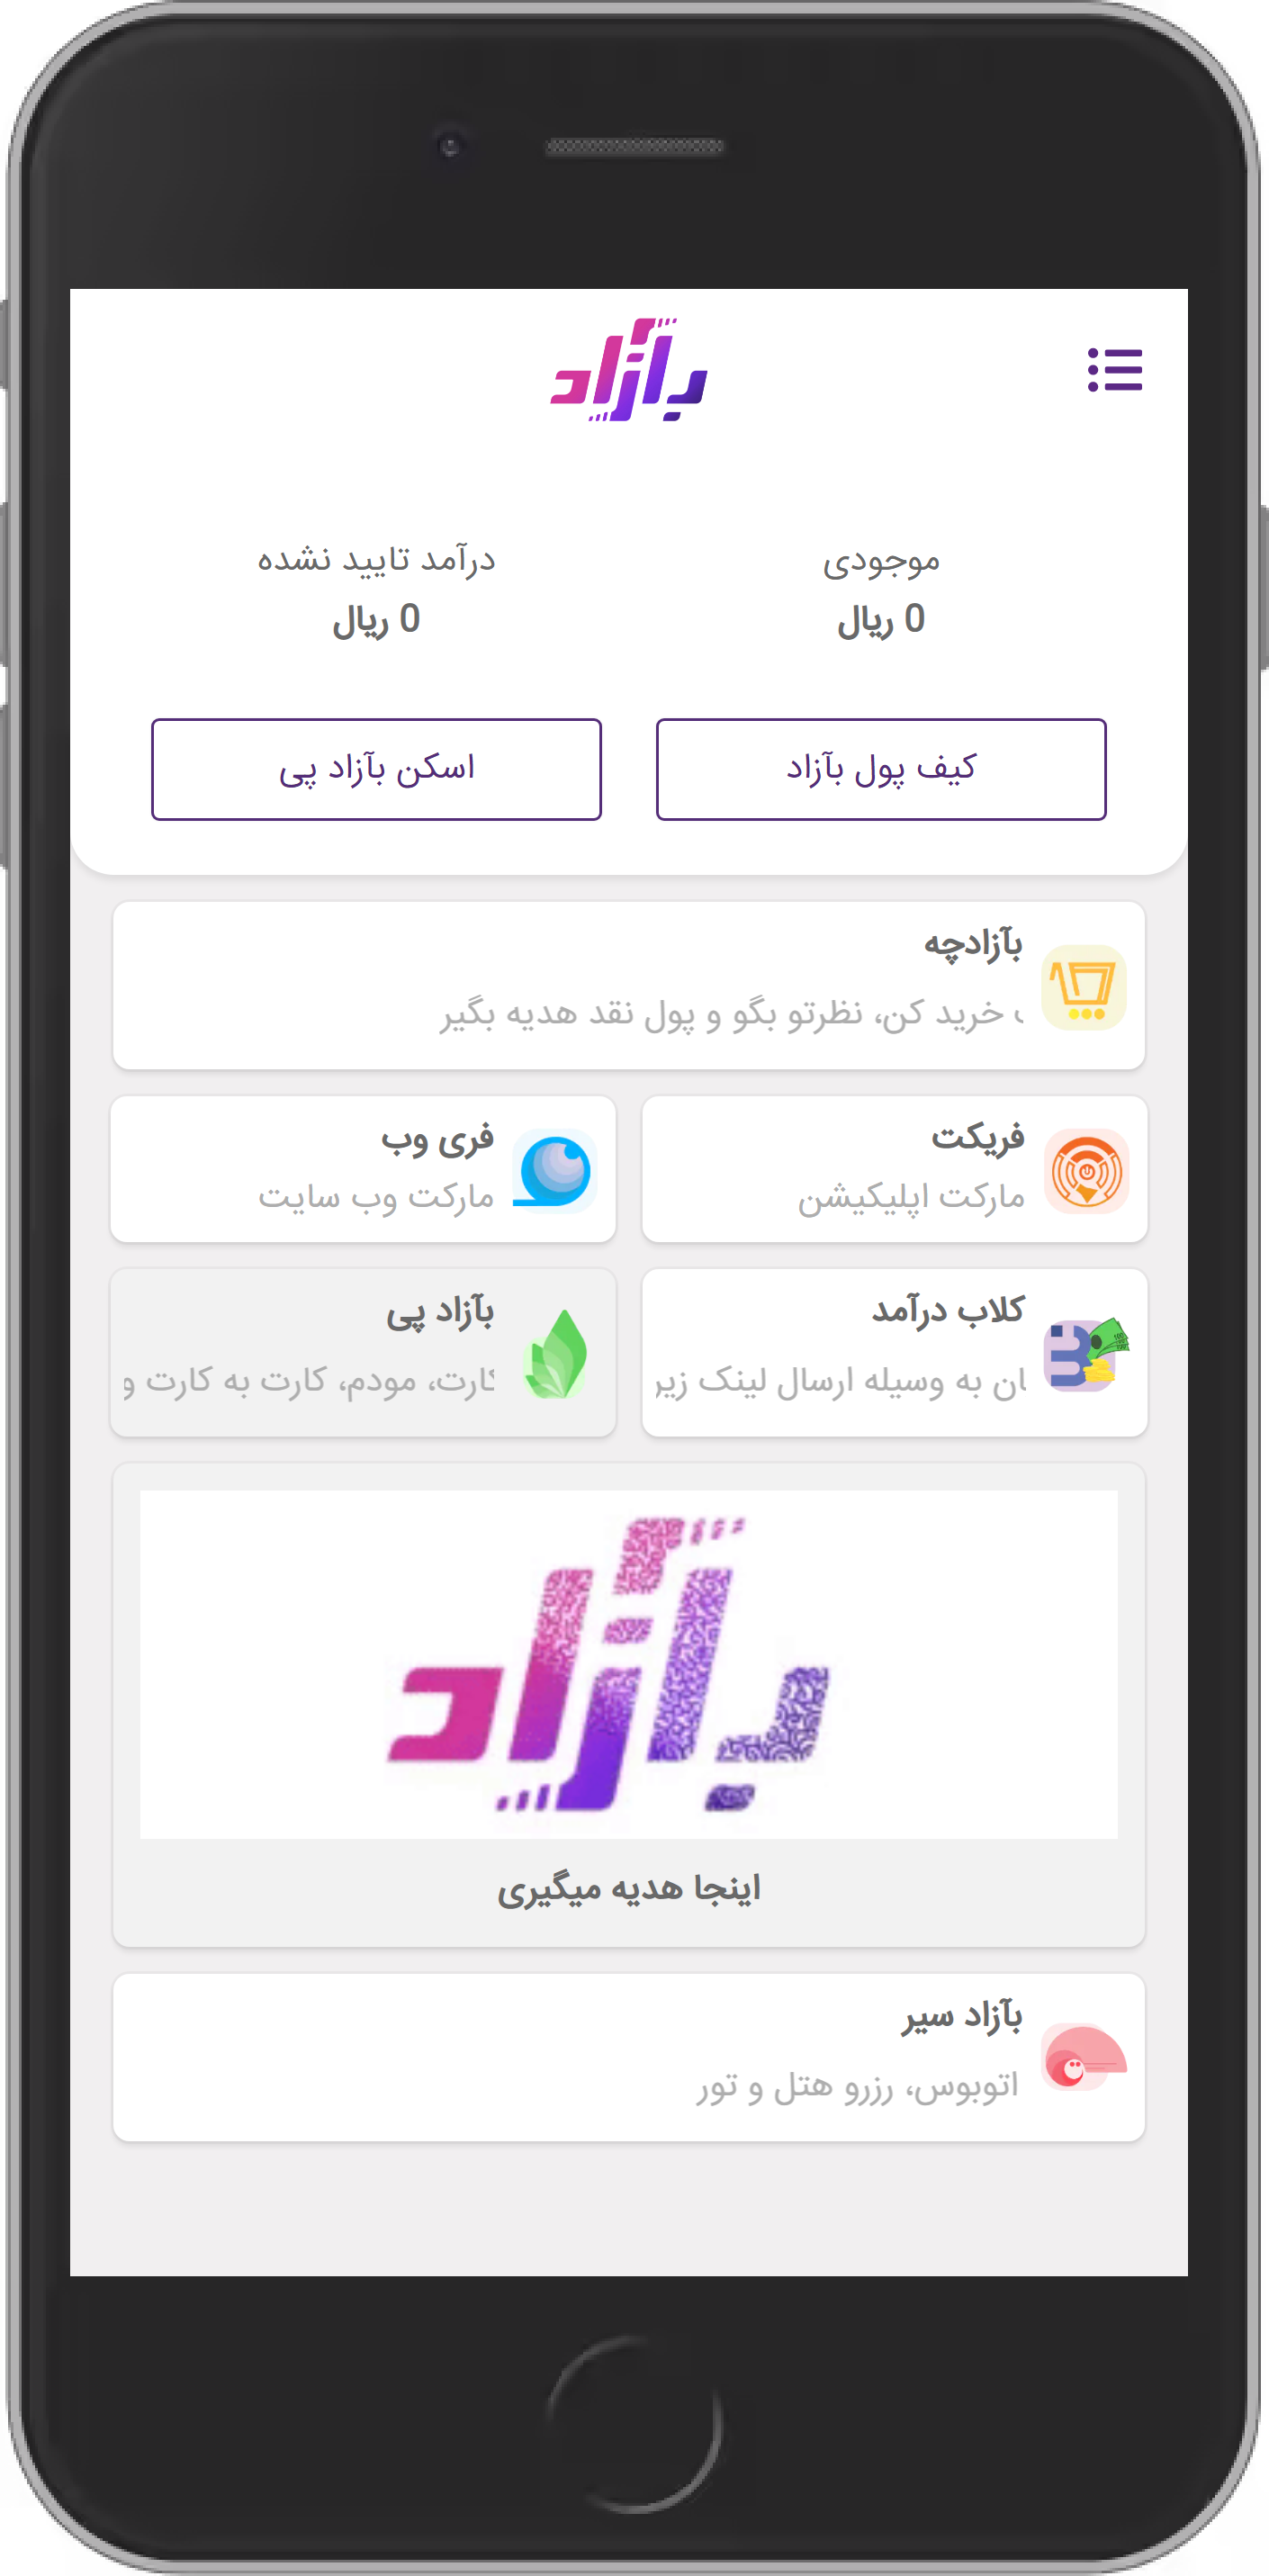 بآزاد
موجودی
0 ریال
درآمد تایید نشده
0 ریال
کیف پول بآزاد
اسکن بآزاد پی
بآزادچه
خرید کن، نظرتو بگو و پول نقد هدیه بگیر
فریکت
مارکت اپلیکیشن
فری وب
مارکت وب سایت
کلاب درآمد
به وسیله ارسال لینک زیر
بآزاد پی
کارت، مودم، کارت به کارت و
بآزاد
اینجا هدیه میگیری
بآزاد سیر
اتوبوس، رزرو هتل و تور